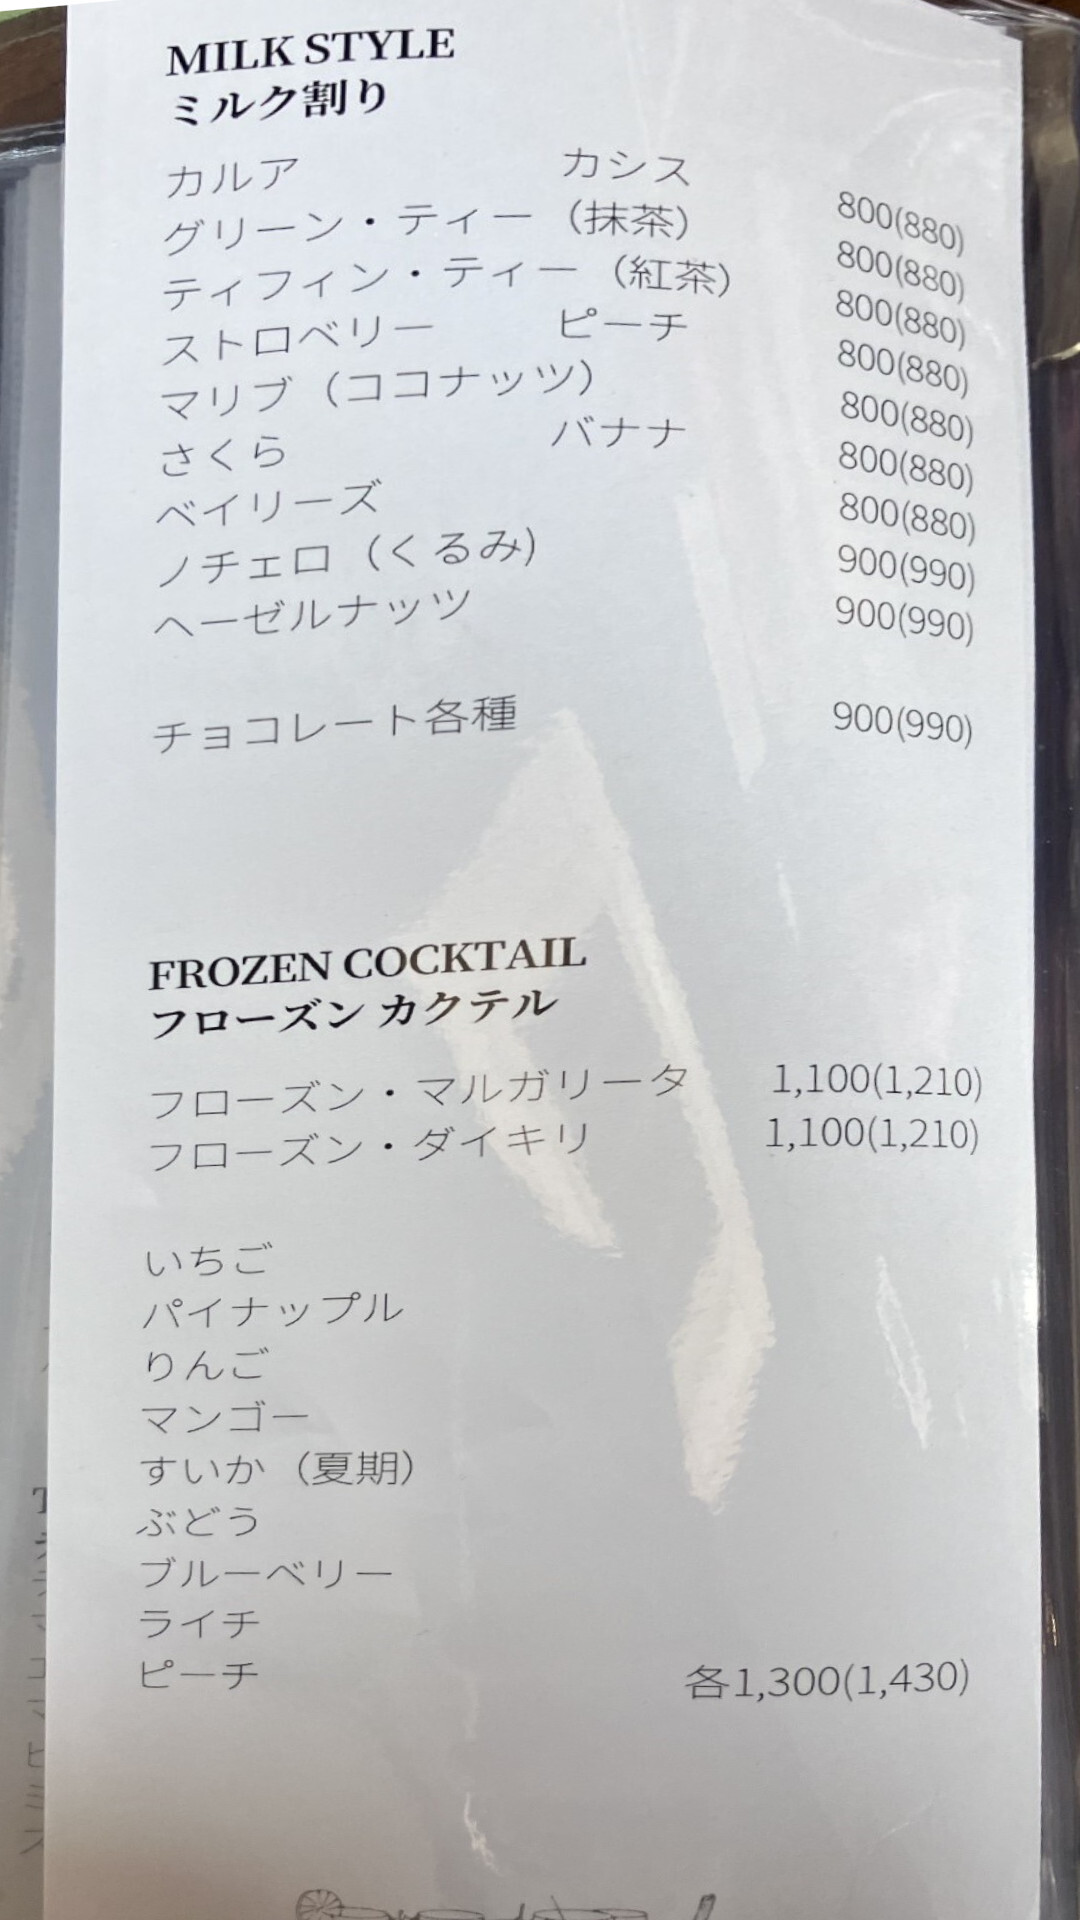 MILK STYLE
ミルク割り
カルア カシス 800(880)
グリーン・ティー（抹茶） 800(880)
ティフィン・ティー（紅茶） 800(880)
ストロベリー ピーチ 800(880)
マリブ（ココナッツ） 800(880)
さくら バナナ 800(880)
ベイリーズ 800(880)
ノチェロ（くるみ） 900(990)
ヘーゼルナッツ 900(990)
チョコレート各種 900(990)
FROZEN COCKTAIL
フローズン カクテル
フローズン・マルガリータ 1,100(1,210)
フローズン・ダイキリ 1,100(1,210)
いちご
パイナップル
りんご
マンゴー
すいか（夏期）
ぶどう
ブルーベリー
ライチ
ピーチ 各1,300(1,430)